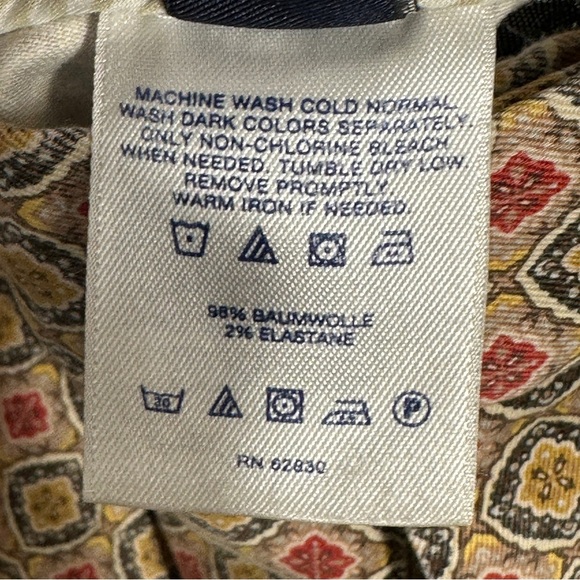 MACHINE WASH COLD NORMAL.
WASH DARK COLORS SEPARATELY.
ONLY NON-CHLORINE BLEACH
WHEN NEEDED. TUMBLE DRY LOW
REMOVE PROMPTLY
WARM IRON IF NEEDED.
98% BAUMWOLLE
2% ELASTANE
30 P
RN 62830